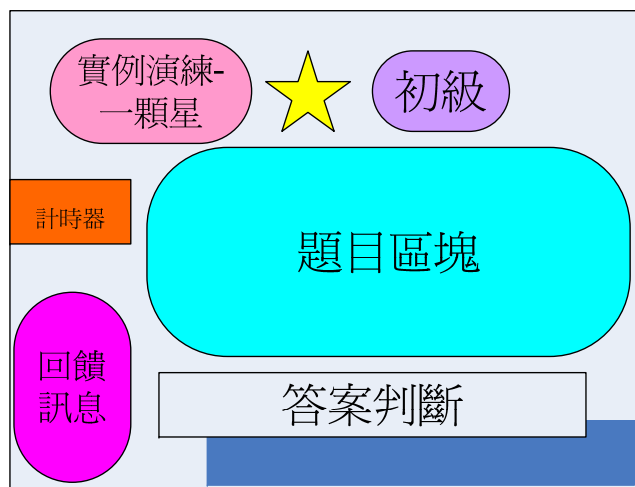 實例演練-
一顆星
初級
計時器
題目區塊
回饋
訊息
答案判斷